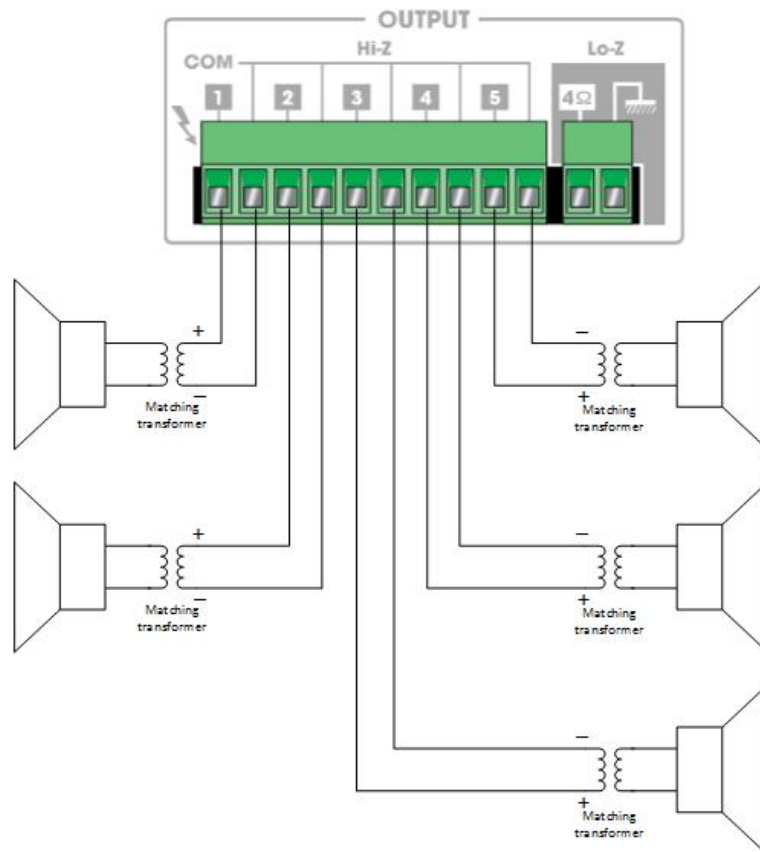 OUTPUT
Hi-Z Lo-Z
COM
1 2 3 4 5 4Ω
+
−
Matching
transformer
−
+
Matching
transformer
+
−
Matching
transformer
−
+
Matching
transformer
−
+
Matching
transformer